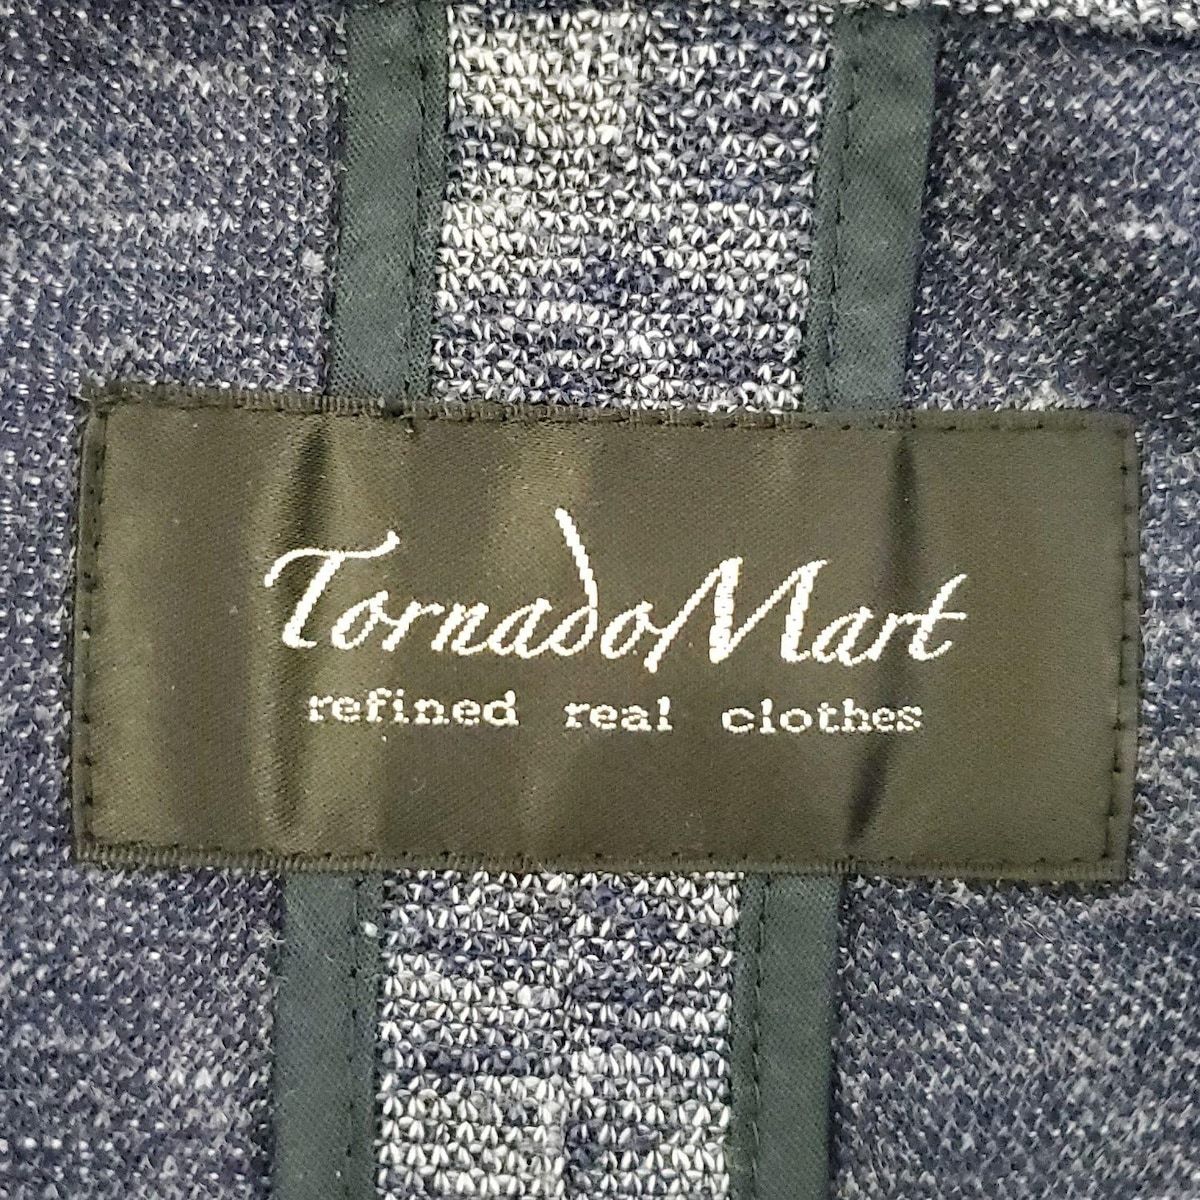 TornadoMart
refined real clothes